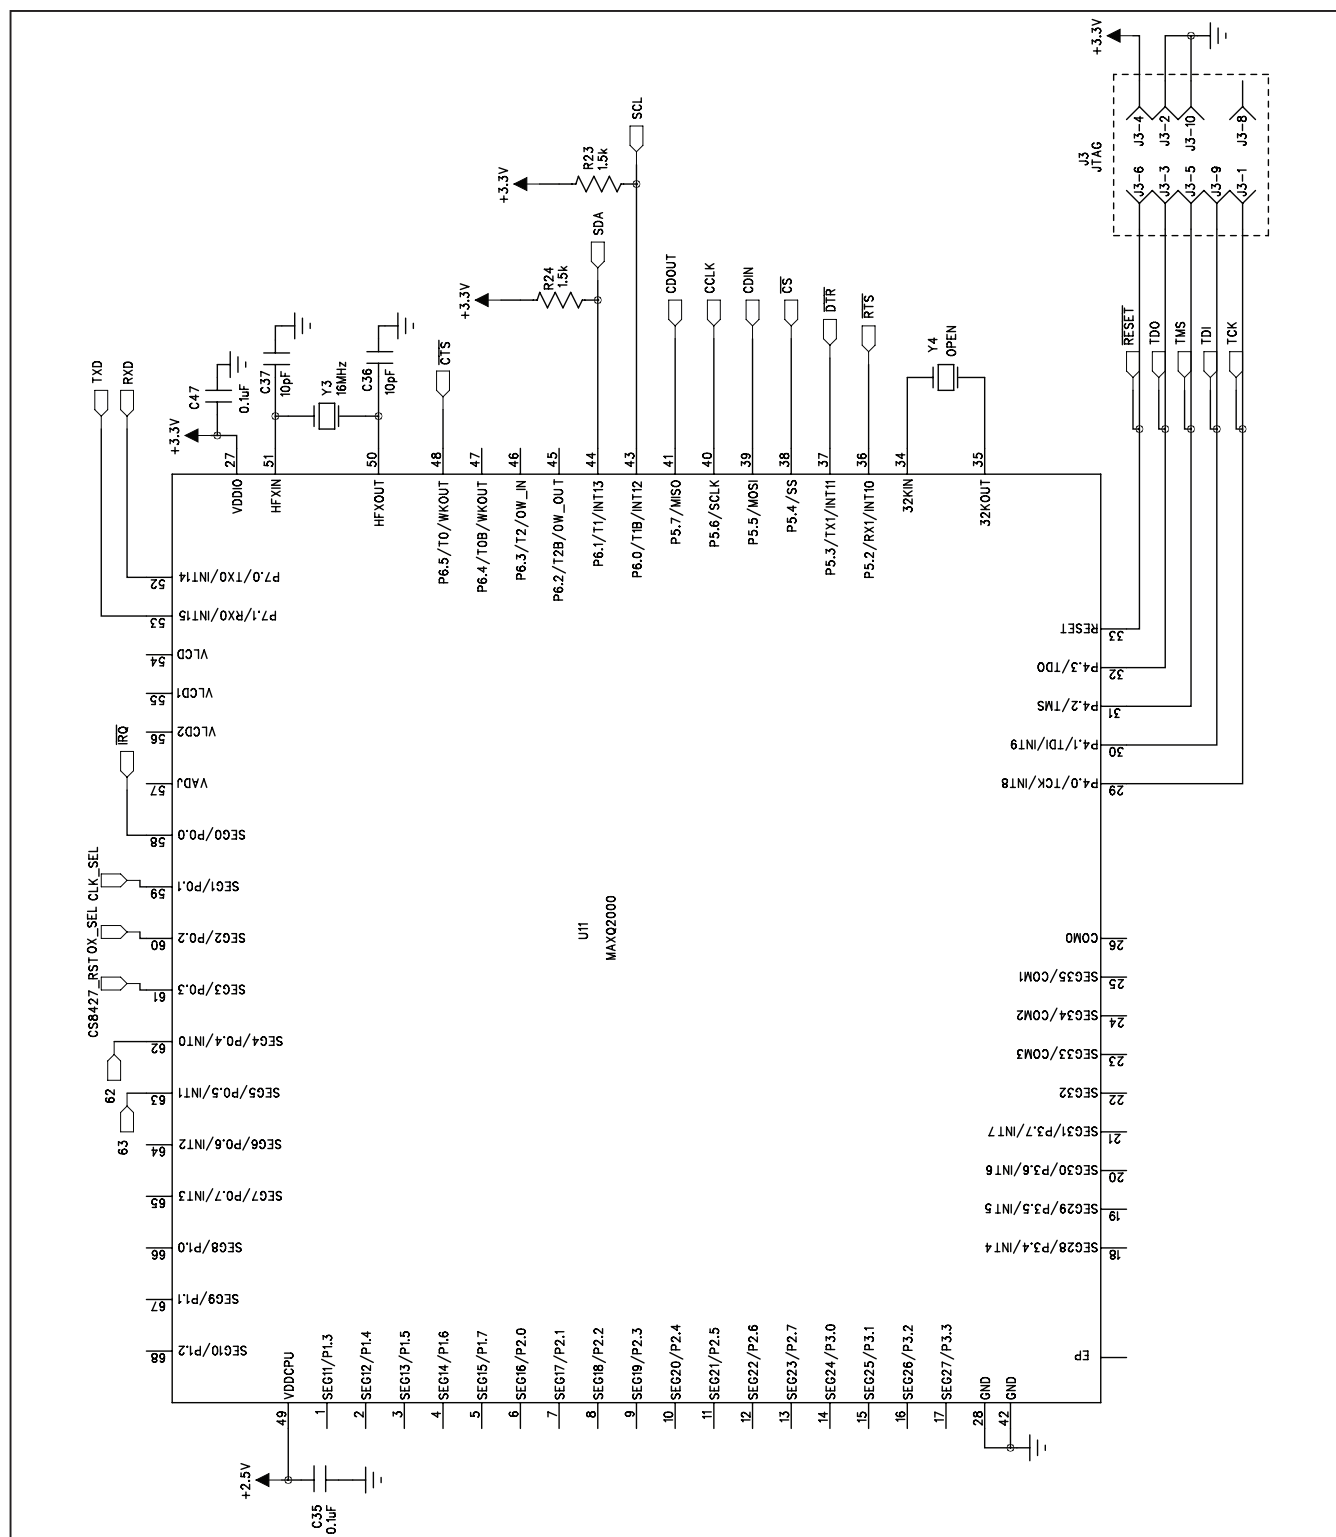 +3.3V
J3
JTAG
J3-4
J3-2
J3-10
J3-8
J3-6
J3-3
J3-5
J3-9
J3-1
SCL
R23
1.5k
+3.3V
SDA
R24
1.5k
+3.3V
CDOUT
CCLK
CDIN
CS
DTR
RTS
Y4
OPEN
RESET
TDO
TMS
TDI
TCK
TXD
RXD
+3.3V
C47
0.1uF
C37
10pF
Y3
16MHz
C36
10pF
CTS
27
51
50
48
47
46
45
44
43
41
40
39
38
37
36
34
35
VDDIO
HFXIN
HFXOUT
P6.5/T0/WKOUT
P6.4/T0B/WKOUT
P6.3/T2/OW_IN
P6.2/T2B/OW_OUT
P6.1/T1/INT13
P6.0/T1B/INT12
P5.7/MISO
P5.6/SCLK
P5.5/MOSI
P5.4/SS
P5.3/TX1/INT11
P5.2/RX1/INT10
32KIN
32KOUT
52 P7.0/TX0/INT14
53 P7.1/RX0/INT15
54 VLCD
55 VLCD1
56 VLCD2
57 VADJ
IRQ
58 SEG0/P0.0
CLK_SEL
59 SEG1/P0.1
OX_SEL
60 SEG2/P0.2
CS8427_RST
61 SEG3/P0.3
62
62 SEG4/P0.4/INT0
63
63 SEG5/P0.5/INT1
64 SEG6/P0.6/INT2
65 SEG7/P0.7/INT3
66 SEG8/P1.0
67 SEG9/P1.1
68 SEG10/P1.2
U11
MAXQ2000
RESET 33
P4.3/TDO 32
P4.2/TMS 31
P4.1/TDI/INT9 30
P4.0/TCK/INT8 29
COM0 26
SEG35/COM1 25
SEG34/COM2 24
SEG33/COM3 23
SEG32 22
SEG31/P3.7/INT7 21
SEG30/P3.6/INT6 20
SEG29/P3.5/INT5 19
SEG28/P3.4/INT4 18
EP
VDDCPU
SEG11/P1.3
SEG12/P1.4
SEG13/P1.5
SEG14/P1.6
SEG15/P1.7
SEG16/P2.0
SEG17/P2.1
SEG18/P2.2
SEG19/P2.3
SEG20/P2.4
SEG21/P2.5
SEG22/P2.6
SEG23/P2.7
SEG24/P3.0
SEG25/P3.1
SEG26/P3.2
SEG27/P3.3
GND
GND
49
1
2
3
4
5
6
7
8
9
10
11
12
13
14
15
16
17
28
42
+2.5V
C35
0.1uF